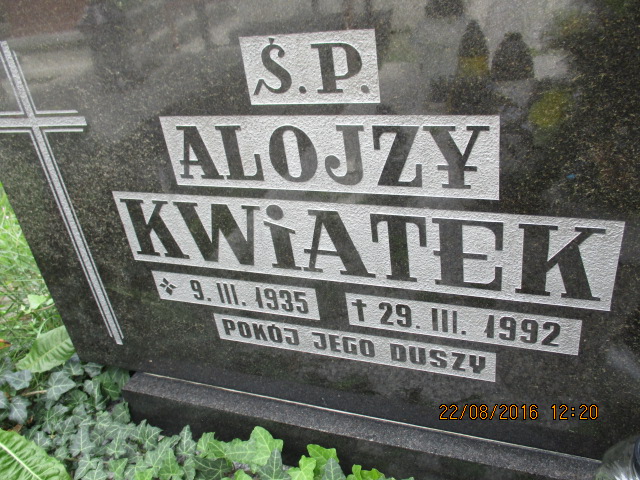 Ś.P.
ALOJZY
KWiATEK
* 9. III. 1935 † 29. III. 1992
POKÓJ JEGO DUSZY
22/08/2016 12:20